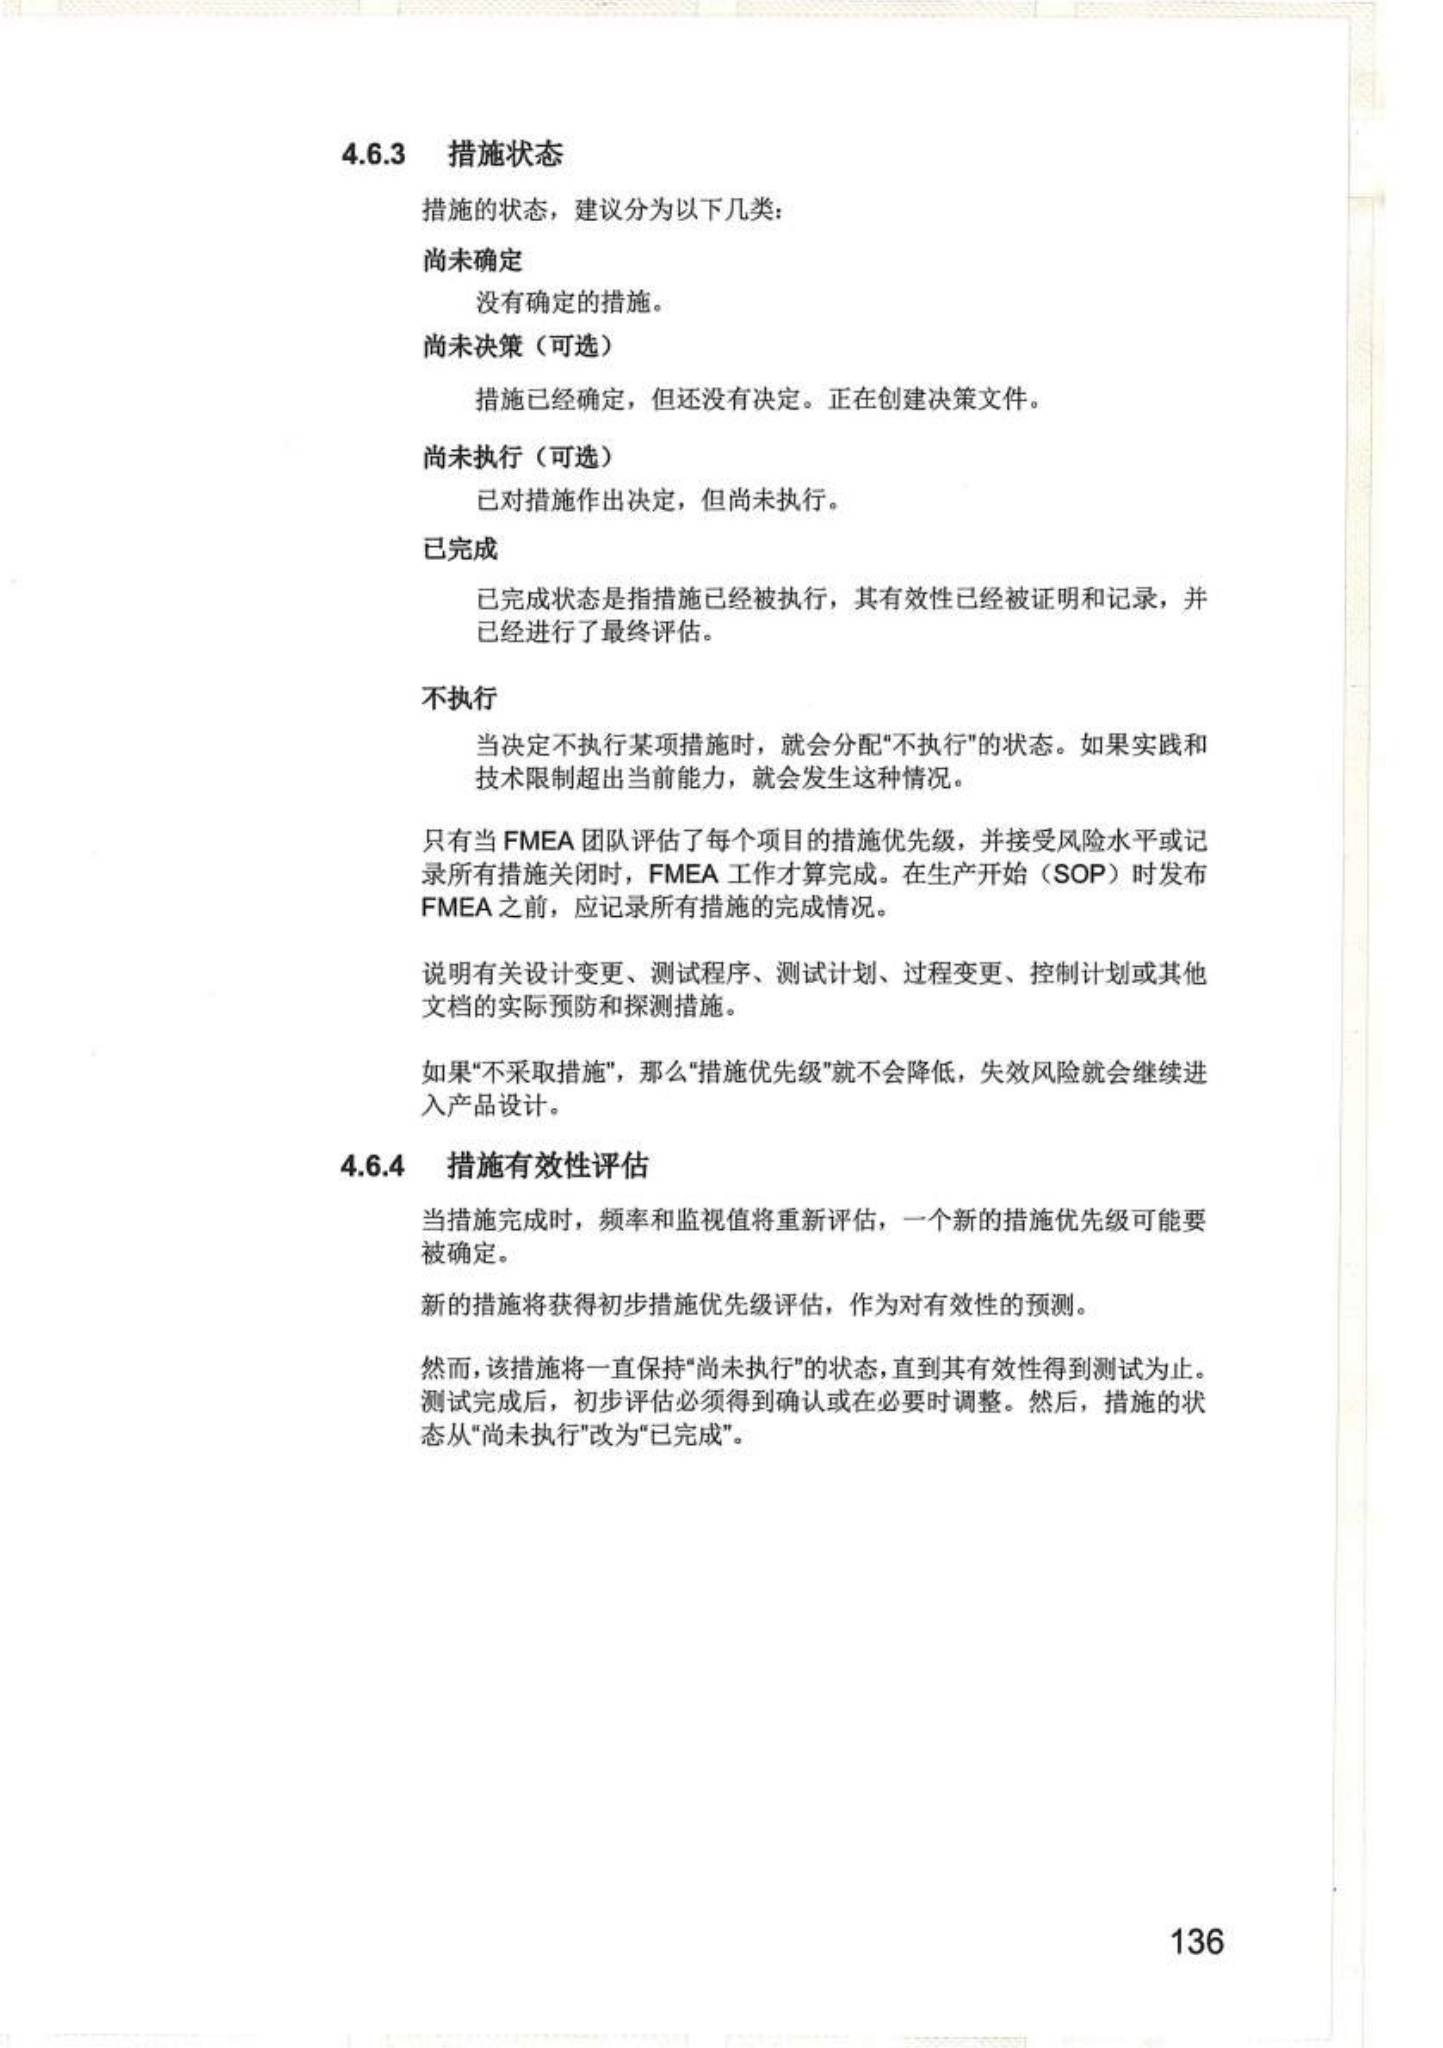 4.6.3 措施状态
措施的状态，建议分为以下几类：
尚未确定
没有确定的措施。
尚未决策（可选）
措施已经确定，但还没有决定。正在创建决策文件。
尚未执行（可选）
已对措施作出决定，但尚未执行。
已完成
已完成状态是指措施已经被执行，其有效性已经被证明和记录，并
已经进行了最终评估。
不执行
当决定不执行某项措施时，就会分配“不执行”的状态。如果实践和
技术限制超出当前能力，就会发生这种情况。
只有当 FMEA 团队评估了每个项目的措施优先级，并接受风险水平或记
录所有措施关闭时，FMEA 工作才算完成。在生产开始（SOP）时发布
FMEA 之前，应记录所有措施的完成情况。
说明有关设计变更、测试程序、测试计划、过程变更、控制计划或其他
文档的实际预防和探测措施。
如果“不采取措施”，那么“措施优先级”就不会降低，失效风险就会继续进
入产品设计。
4.6.4 措施有效性评估
当措施完成时，频率和监视值将重新评估，一个新的措施优先级可能要
被确定。
新的措施将获得初步措施优先级评估，作为对有效性的预测。
然而，该措施将一直保持“尚未执行”的状态，直到其有效性得到测试为止。
测试完成后，初步评估必须得到确认或在必要时调整。然后，措施的状
态从“尚未执行”改为“已完成”。
136